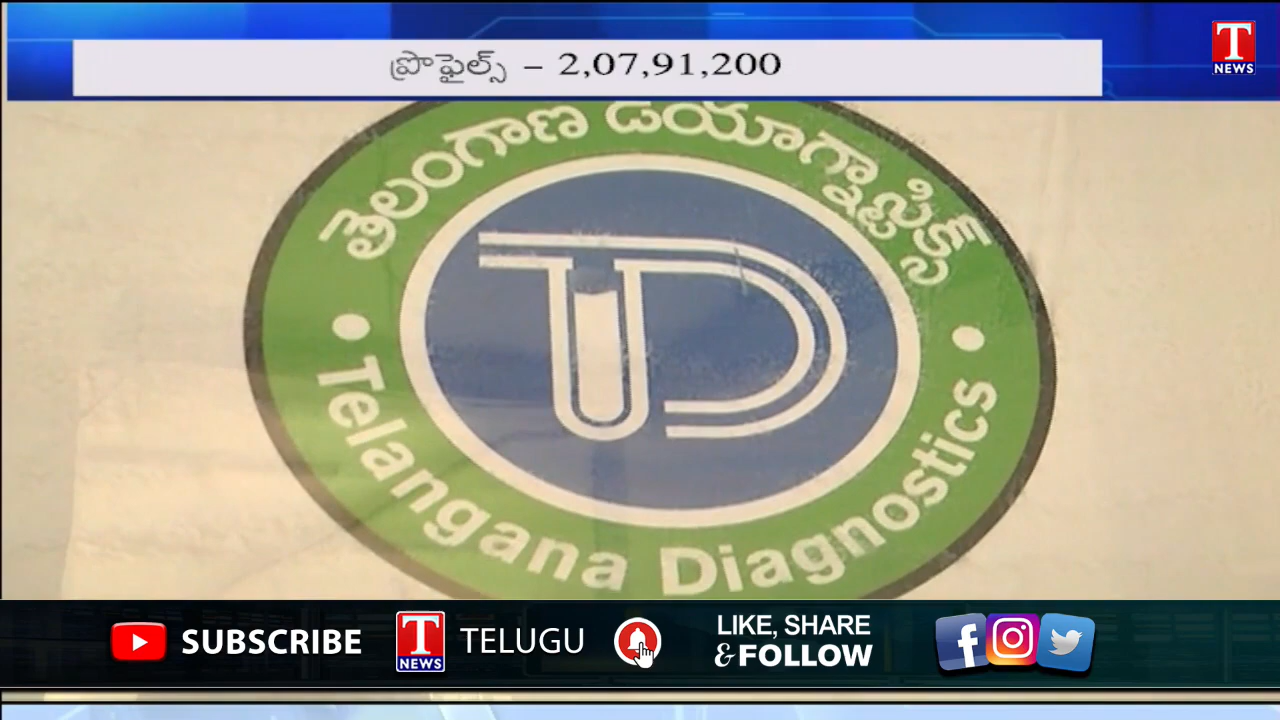 ప్రొఫైల్స్ – 2,07,91,200
T
NEWS
తెలంగాణ డయాగ్నోస్టిక్స్
Telangana Diagnostics
SUBSCRIBE
T
NEWS
TELUGU
LIKE, SHARE
& FOLLOW